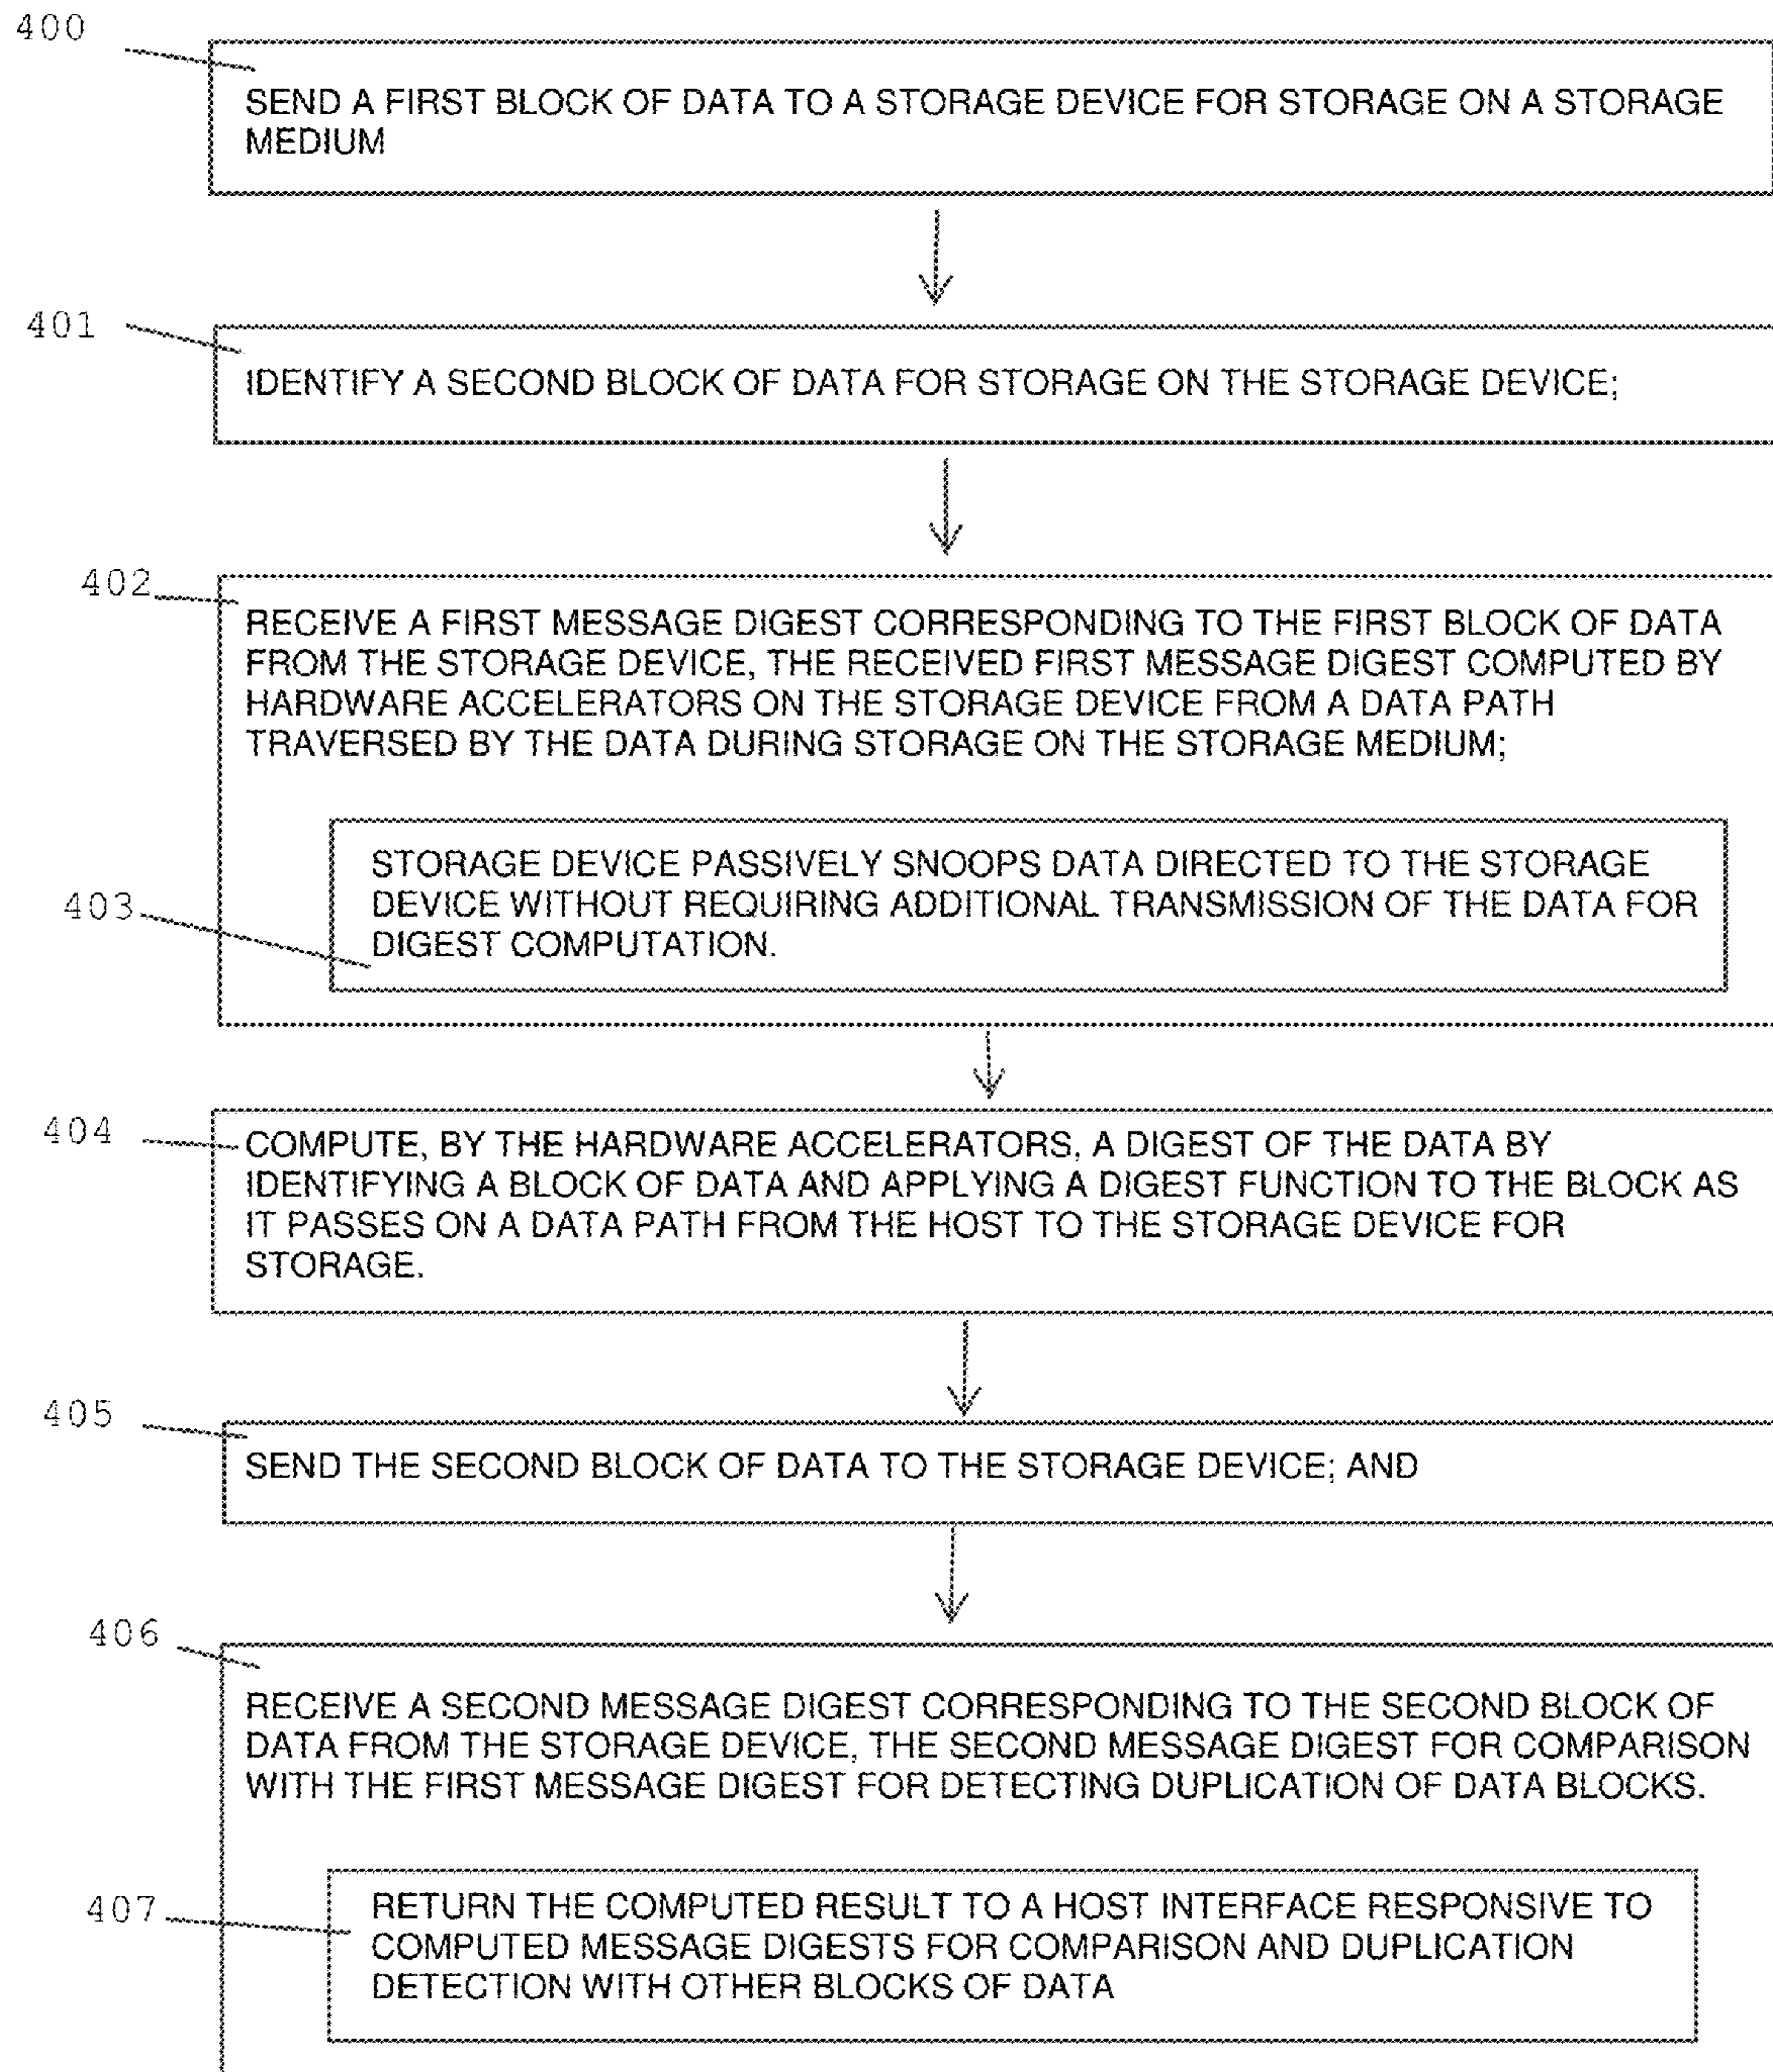 400
SEND A FIRST BLOCK OF DATA TO A STORAGE DEVICE FOR STORAGE ON A STORAGE
MEDIUM
401
IDENTIFY A SECOND BLOCK OF DATA FOR STORAGE ON THE STORAGE DEVICE;
402
RECEIVE A FIRST MESSAGE DIGEST CORRESPONDING TO THE FIRST BLOCK OF DATA
FROM THE STORAGE DEVICE, THE RECEIVED FIRST MESSAGE DIGEST COMPUTED BY
HARDWARE ACCELERATORS ON THE STORAGE DEVICE FROM A DATA PATH
TRAVERSED BY THE DATA DURING STORAGE ON THE STORAGE MEDIUM;
403
STORAGE DEVICE PASSIVELY SNOOPS DATA DIRECTED TO THE STORAGE
DEVICE WITHOUT REQUIRING ADDITIONAL TRANSMISSION OF THE DATA FOR
DIGEST COMPUTATION.
404
COMPUTE, BY THE HARDWARE ACCELERATORS, A DIGEST OF THE DATA BY
IDENTIFYING A BLOCK OF DATA AND APPLYING A DIGEST FUNCTION TO THE BLOCK AS
IT PASSES ON A DATA PATH FROM THE HOST TO THE STORAGE DEVICE FOR
STORAGE.
405
SEND THE SECOND BLOCK OF DATA TO THE STORAGE DEVICE; AND
406
RECEIVE A SECOND MESSAGE DIGEST CORRESPONDING TO THE SECOND BLOCK OF
DATA FROM THE STORAGE DEVICE, THE SECOND MESSAGE DIGEST FOR COMPARISON
WITH THE FIRST MESSAGE DIGEST FOR DETECTING DUPLICATION OF DATA BLOCKS.
407
RETURN THE COMPUTED RESULT TO A HOST INTERFACE RESPONSIVE TO
COMPUTED MESSAGE DIGESTS FOR COMPARISON AND DUPLICATION
DETECTION WITH OTHER BLOCKS OF DATA